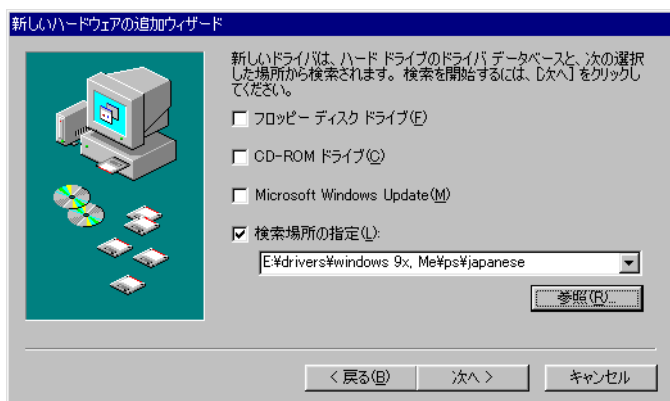 新しいハードウェアの追加ウィザード
新しいドライバは、ハード ドライブのドライバ データベースと、次の選択
した場所から検索されます。検索を開始するには、[次へ] をクリックし
てください。
フロッピー ディスク ドライブ(F)
CD-ROM ドライブ(C)
Microsoft Windows Update(M)
検索場所の指定(L):
E:¥drivers¥windows 9x, Me¥ps¥japanese
参照(R)...
< 戻る(B)
次へ >
キャンセル